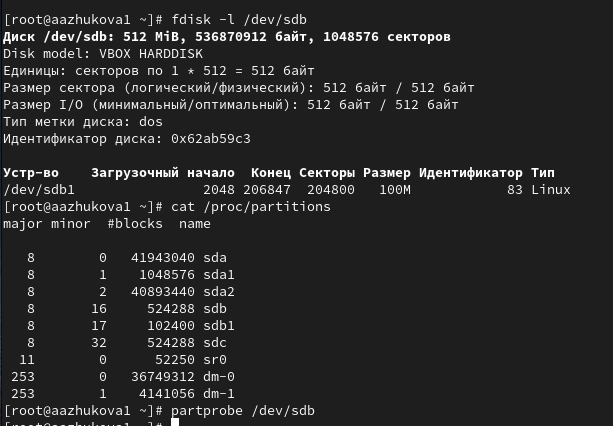 [root@aazhukova1 ~]# fdisk -l /dev/sdb
Диск /dev/sdb: 512 MiB, 536870912 байт, 1048576 секторов
Disk model: VBOX HARDDISK
Единицы: секторов по 1 * 512 = 512 байт
Размер сектора (логический/физический): 512 байт / 512 байт
Размер I/O (минимальный/оптимальный): 512 байт / 512 байт
Тип метки диска: dos
Идентификатор диска: 0x62ab59c3
Устр-во    Загрузочный начало  Конец Секторы Размер Идентификатор Тип
/dev/sdb1                2048 206847  204800   100M            83 Linux
[root@aazhukova1 ~]# cat /proc/partitions
major minor  #blocks  name
   8        0   41943040 sda
   8        1    1048576 sda1
   8        2   40893440 sda2
   8       16     524288 sdb
   8       17     102400 sdb1
   8       32     524288 sdc
  11        0      52250 sr0
 253        0   36749312 dm-0
 253        1    4141056 dm-1
[root@aazhukova1 ~]# partprobe /dev/sdb
[root@aazhukova1 ~]#